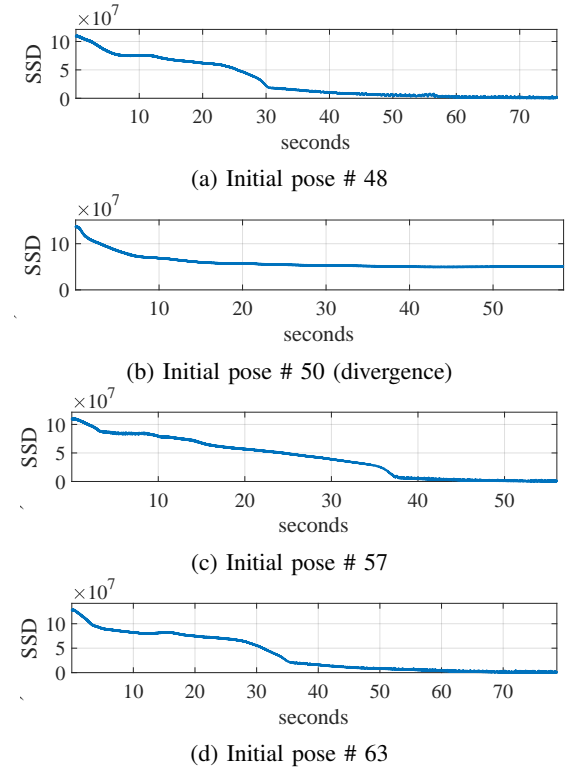 ×10^7
10
5
0
SSD
10 20 30 40 50 60 70
seconds
(a) Initial pose # 48
×10^7
10
0
SSD
10 20 30 40 50
seconds
(b) Initial pose # 50 (divergence)
×10^7
10
5
0
SSD
10 20 30 40 50
seconds
(c) Initial pose # 57
×10^7
10
5
0
SSD
10 20 30 40 50 60 70
seconds
(d) Initial pose # 63